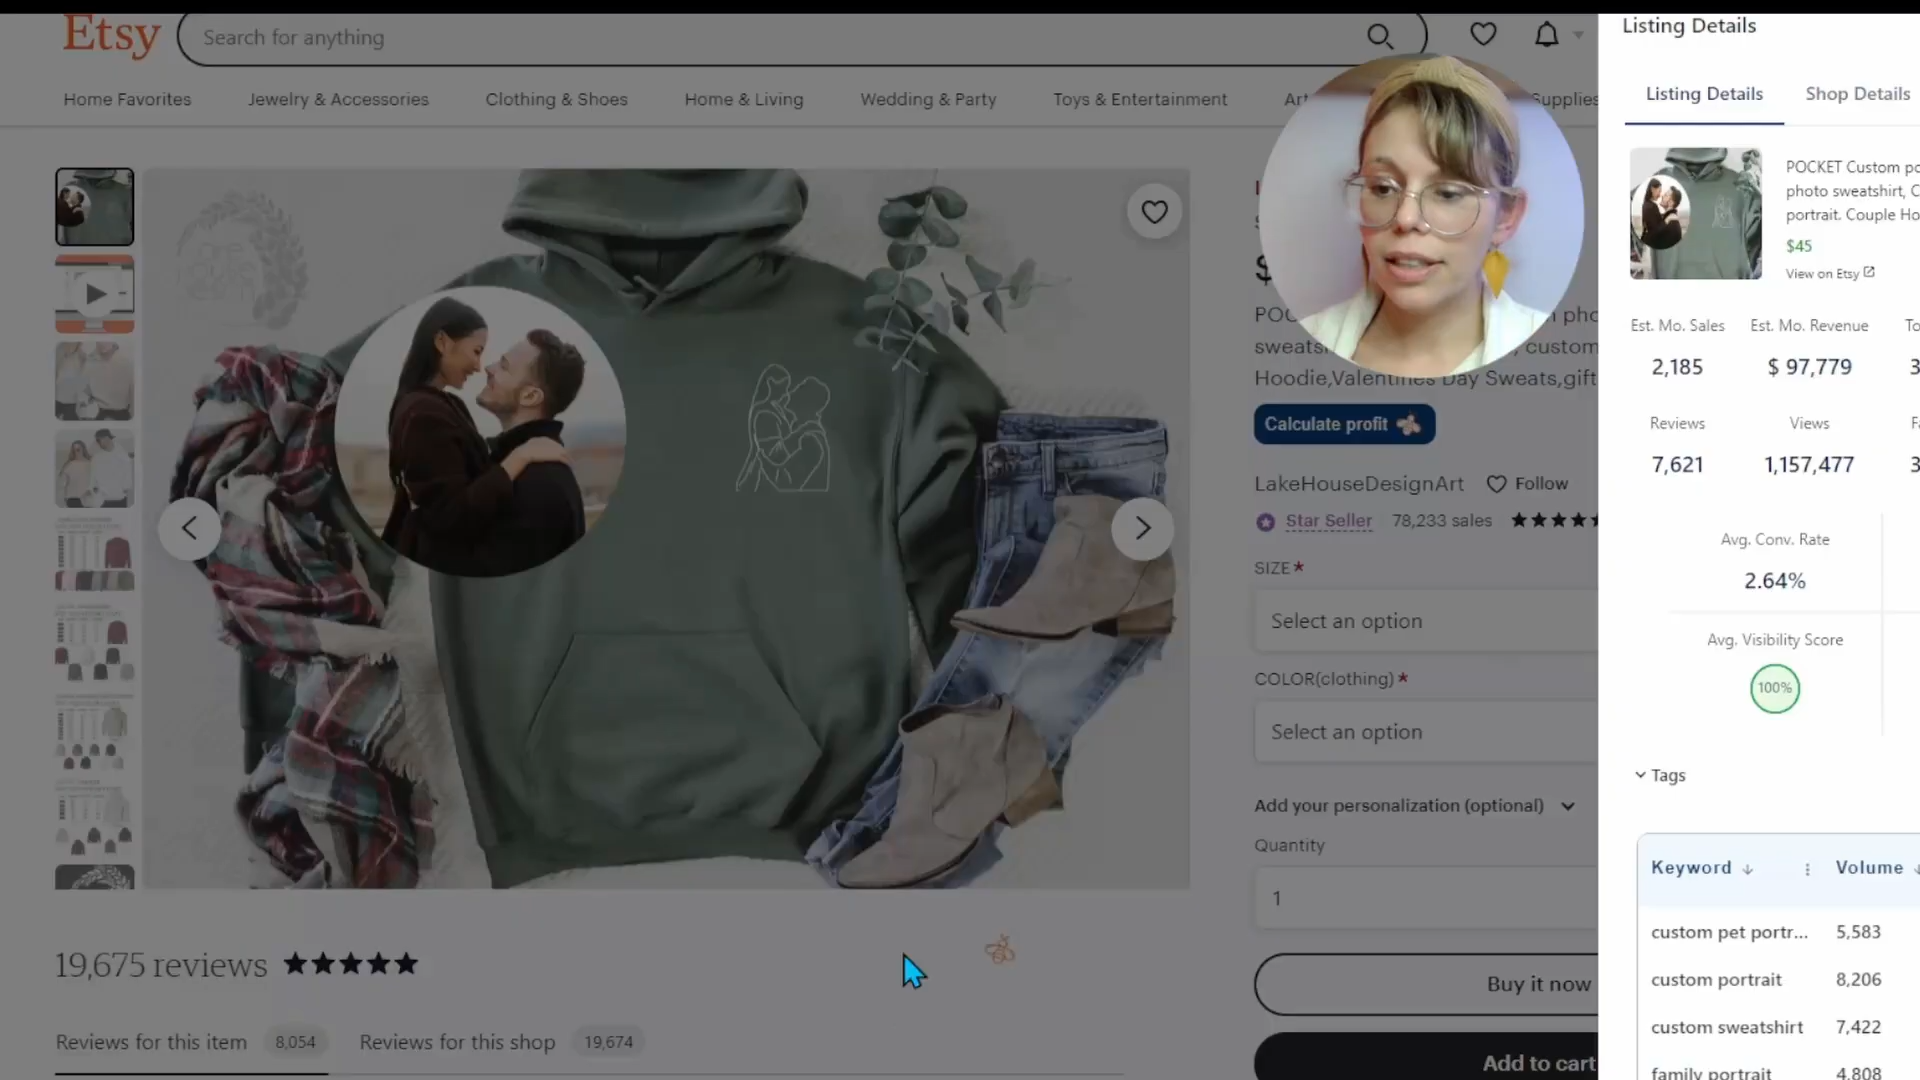 Etsy
Search for anything
Home Favorites
Jewelry & Accessories
Clothing & Shoes
Home & Living
Wedding & Party
Toys & Entertainment
Supplies
Calculate profit
Hoodie,Valentines Day Sweats,gift
LakeHouseDesignArt
Follow
Star Seller
78,233 sales
SIZE*
Select an option
COLOR(clothing) *
Select an option
Add your personalization (optional)
Quantity
1
Buy it now
Add to cart
19,675 reviews
Reviews for this item
8,054
Reviews for this shop
19,674
Listing Details
Listing Details
Shop Details
POCKET Custom po
photo sweatshirt, C
portrait. Couple Ho
$45
View on Etsy
Est. Mo. Sales
Est. Mo. Revenue
To
2,185
$ 97,779
Reviews
Views
7,621
1,157,477
Avg. Conv. Rate
2.64%
Avg. Visibility Score
100%
Tags
Keyword
Volume
custom pet portr...
5,583
custom portrait
8,206
custom sweatshirt
7,422
family portrait
4,808